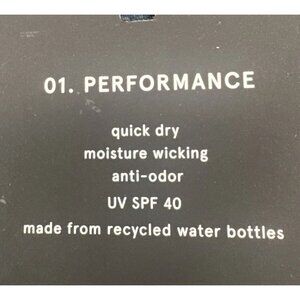 01. PERFORMANCE
quick dry
moisture wicking
anti-odor
UV SPF 40
made from recycled water bottles